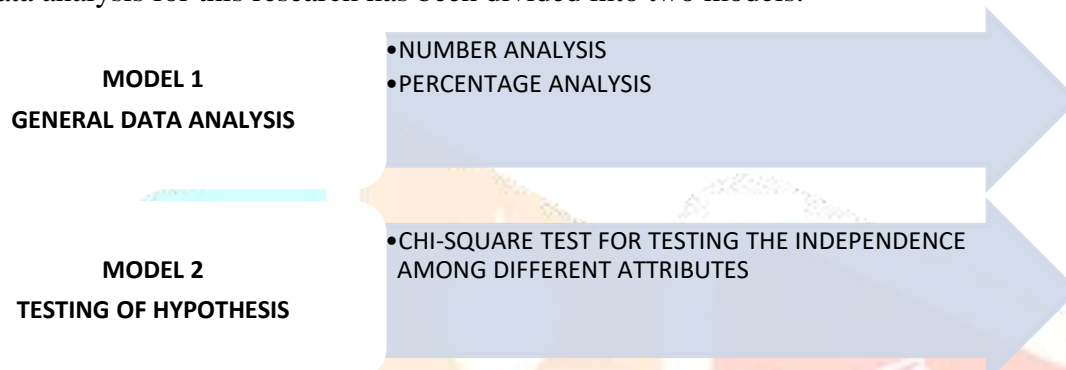 data analysis for this research has been divided into two models:
MODEL 1
GENERAL DATA ANALYSIS
•NUMBER ANALYSIS
•PERCENTAGE ANALYSIS
MODEL 2
TESTING OF HYPOTHESIS
•CHI-SQUARE TEST FOR TESTING THE INDEPENDENCE
AMONG DIFFERENT ATTRIBUTES